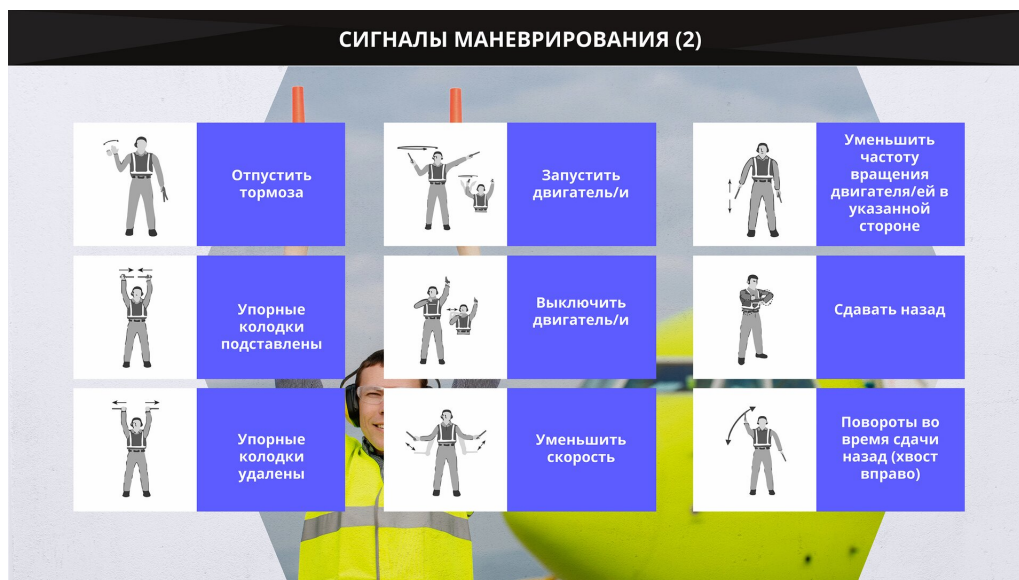 СИГНАЛЫ МАНЕВРИРОВАНИЯ (2)
Отпустить
тормоза
Запустить
двигатель/и
Уменьшить
частоту
вращения
двигателя/ей в
указанной
стороне
Упорные
колодки
подставлены
Выключить
двигатель/и
Сдавать назад
Упорные
колодки
удалены
Уменьшить
скорость
Повороты во
время сдачи
назад (хвост
вправо)